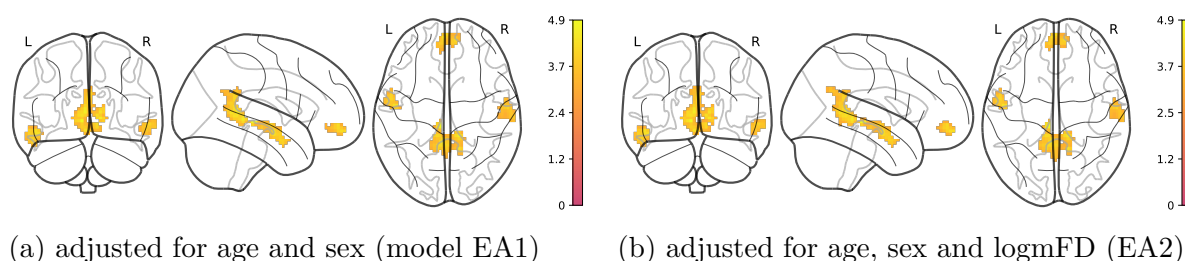 L R L R 4.9
3.7
2.4
1.2
0
L R L R 4.9
3.7
2.5
1.2
0
(a) adjusted for age and sex (model EA1)
(b) adjusted for age, sex and logmFD (EA2)